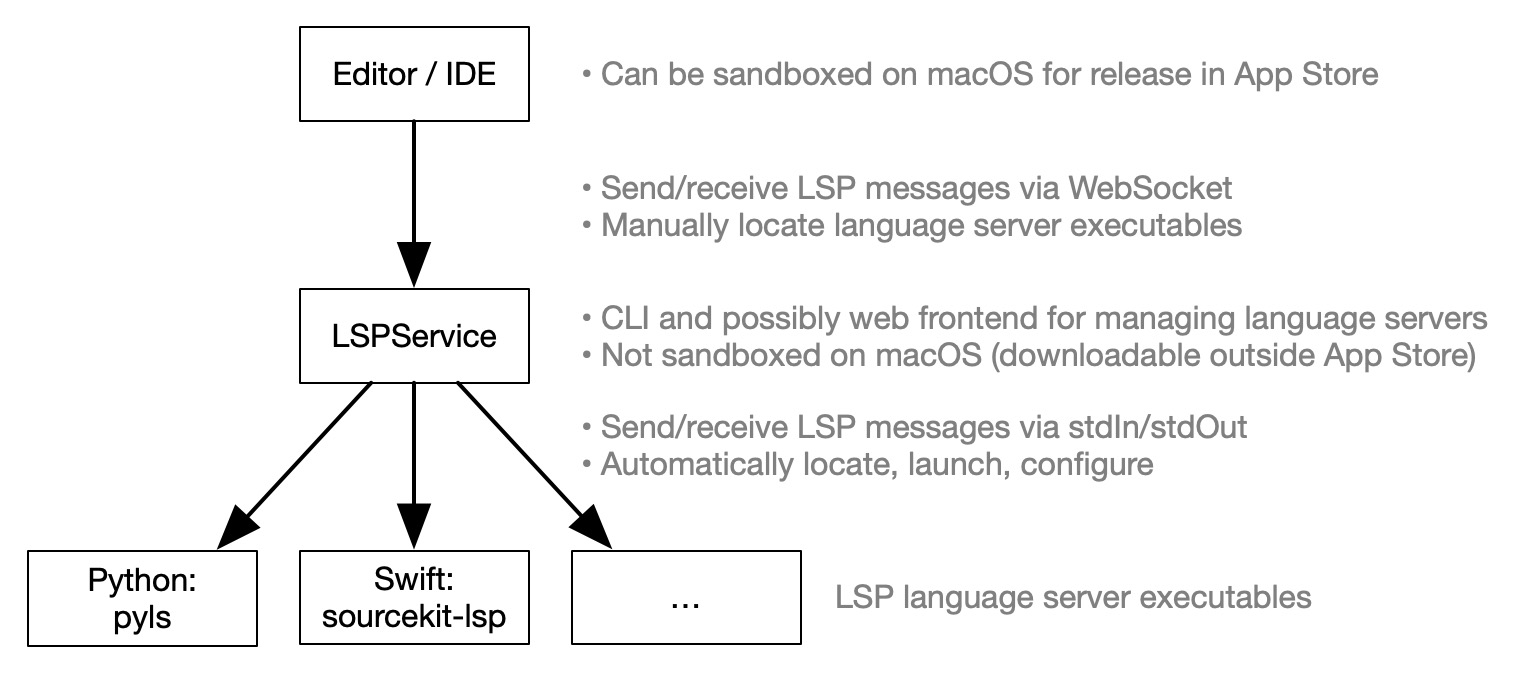 Editor / IDE
• Can be sandboxed on macOS for release in App Store
• Send/receive LSP messages via WebSocket
• Manually locate language server executables
LSPService
• CLI and possibly web frontend for managing language servers
• Not sandboxed on macOS (downloadable outside App Store)
• Send/receive LSP messages via stdIn/stdOut
• Automatically locate, launch, configure
Python:
pyls
Swift:
sourcekit-lsp
...
LSP language server executables